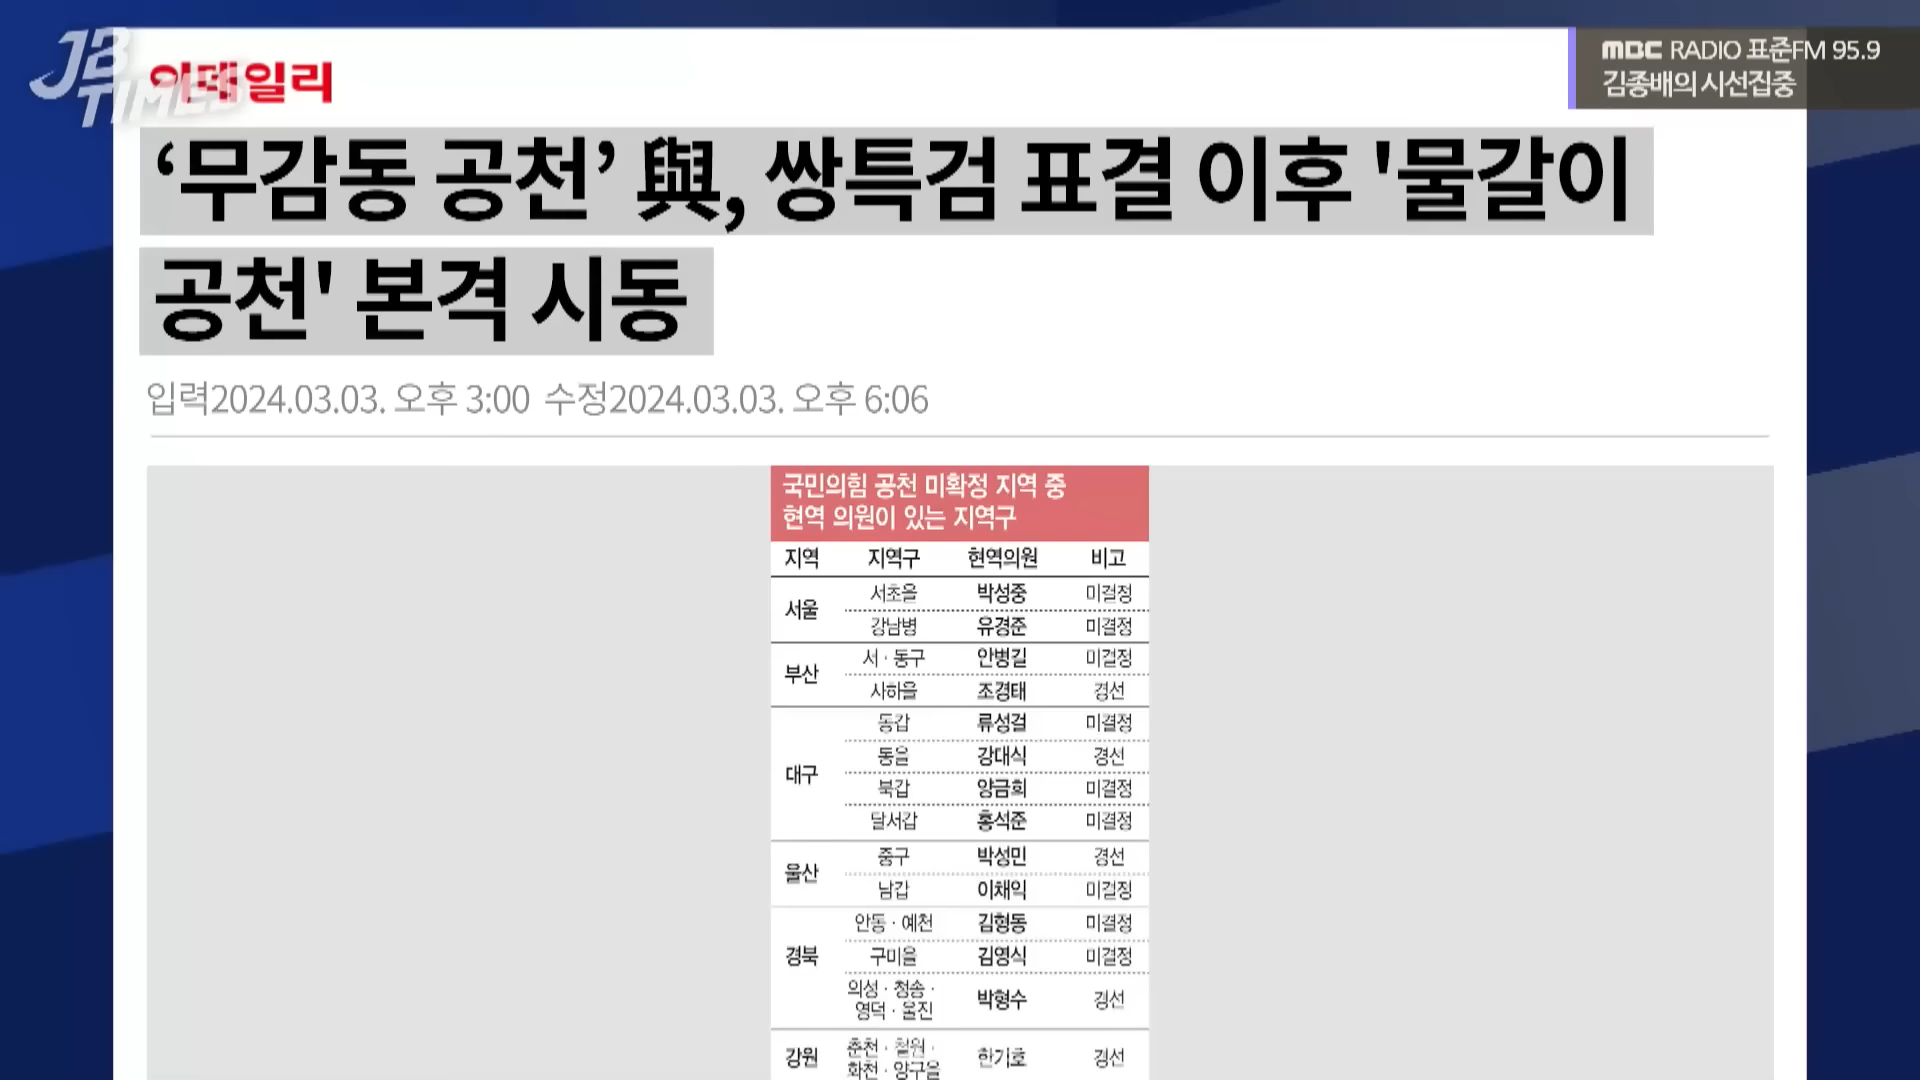 JB TIMES
이데일리
MBC RADIO 표준FM 95.9
김종배의 시선집중
‘무감동 공천’ 與, 쌍특검 표결 이후 '물갈이
공천' 본격 시동
입력2024.03.03. 오후 3:00 수정2024.03.03. 오후 6:06
국민의힘 공천 미확정 지역 중
현역 의원이 있는 지역구
지역 지역구 현역의원 비고
서울 서초을 박성중 미결정
강남병 유경준 미결정
부산 서·동구 안병길 미결정
사하을 조경태 경선
대구 동갑 류성걸 미결정
동을 강대식 경선
북갑 양금희 미결정
달서갑 홍석준 미결정
울산 중구 박성민 경선
남갑 이채익 미결정
경북 안동·예천 김형동 미결정
구미을 김영식 미결정
의성·청송·
영덕·울진 박형수 경선
강원 춘천·철원·
화천·양구을 한기호 경선